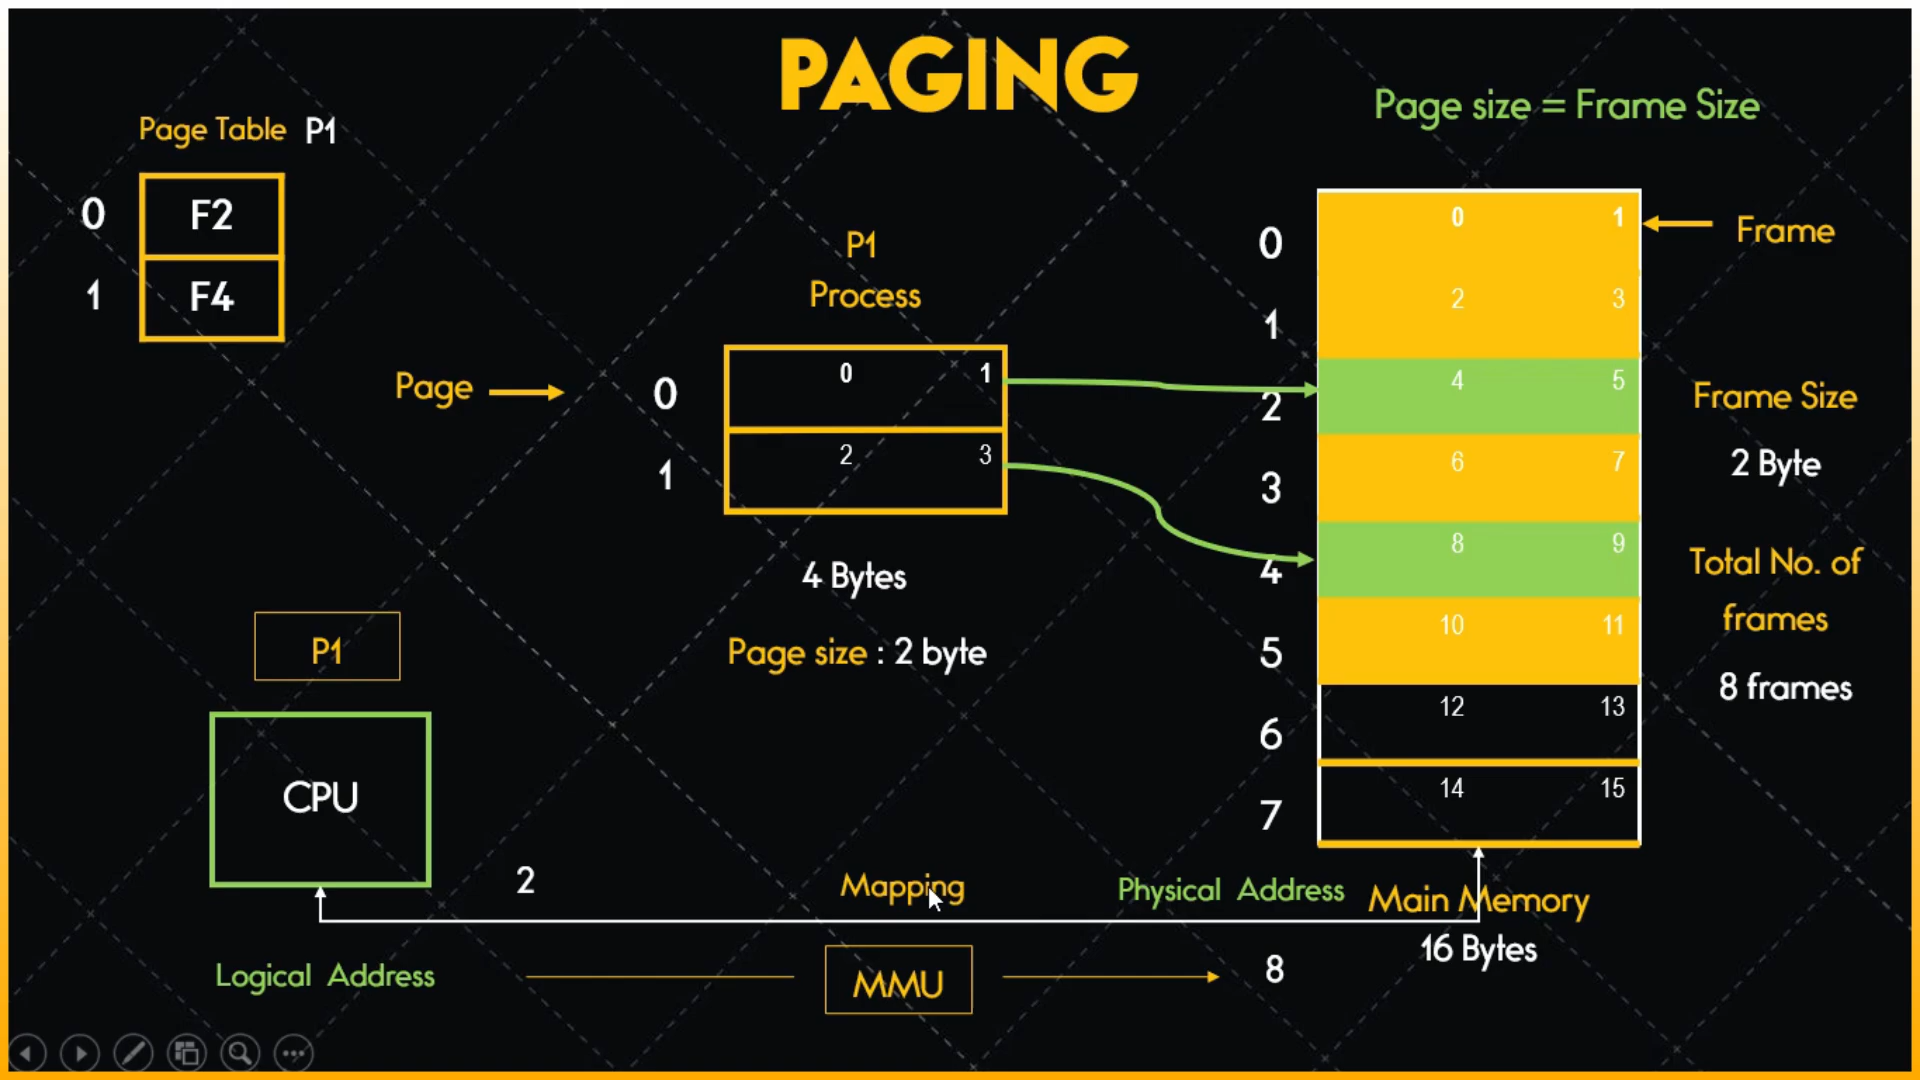 PAGING
Page size = Frame Size
Page Table P1
0 F2
1 F4
P1
Process
Page
0 0 1
1 2 3
4 Bytes
Page size : 2 byte
0 0 1
1 2 3
2 4 5
3 6 7
4 8 9
5 10 11
6 12 13
7 14 15
Frame
Frame Size
2 Byte
Total No. of
frames
8 frames
P1
CPU
2
Mapping
Physical Address
Main Memory
16 Bytes
Logical Address
MMU
8